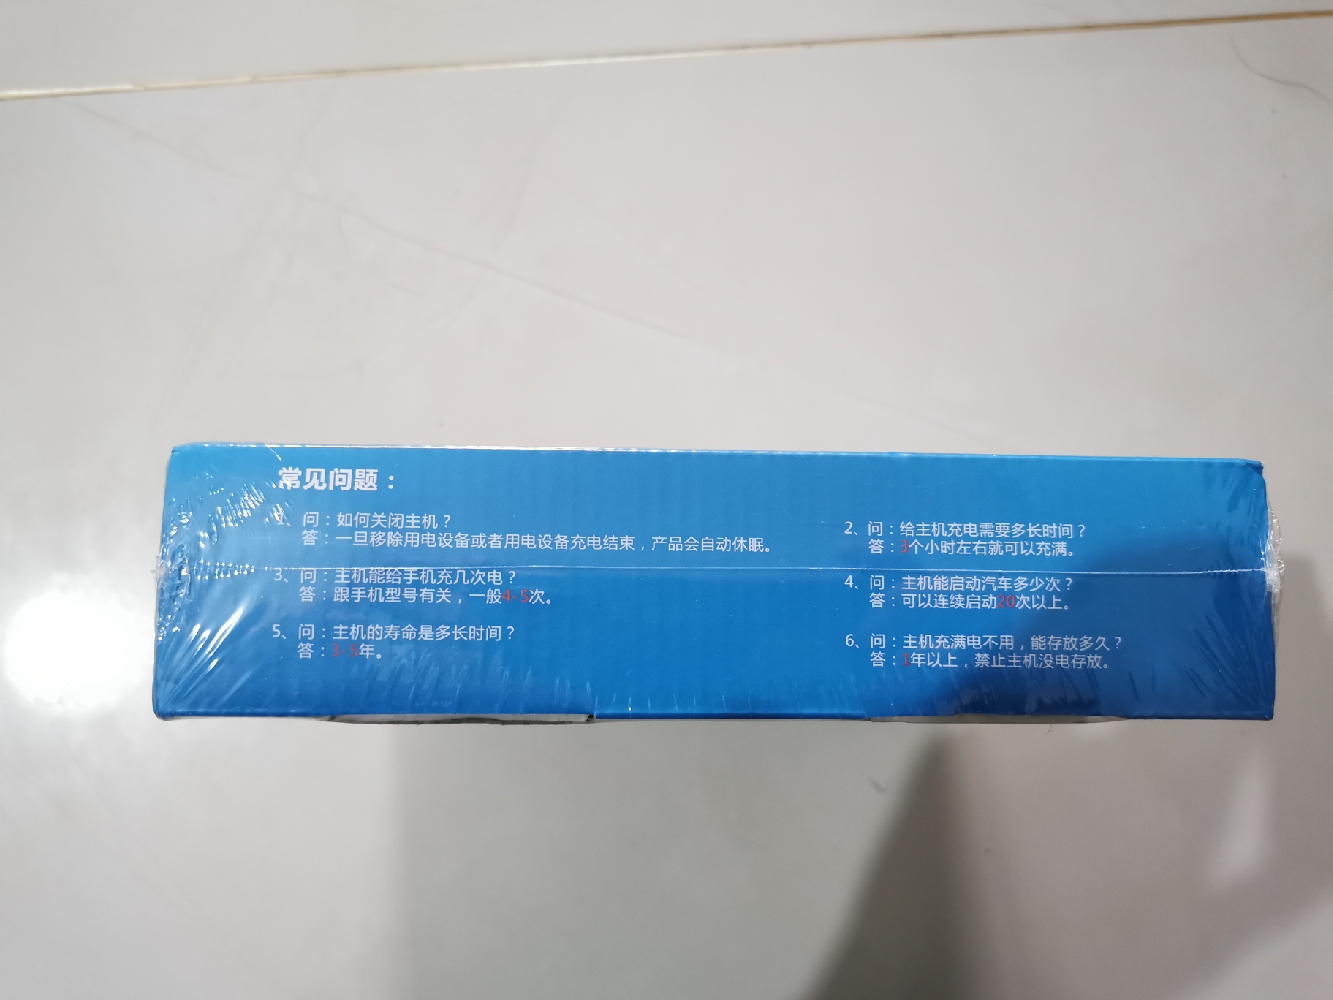 常见问题：
1、问：如何关闭主机？
答：一旦移除用电设备或者用电设备充电结束，产品会自动休眠。
2、问：给主机充电需要多长时间？
答：3个小时左右就可以充满。
3、问：主机能给手机充几次电？
答：跟手机型号有关，一般4-5次。
4、问：主机能启动汽车多少次？
答：可以连续启动20次以上。
5、问：主机的寿命是多长时间？
答：3-5年。
6、问：主机充满电不用，能存放多久？
答：1年以上，禁止主机没电存放。